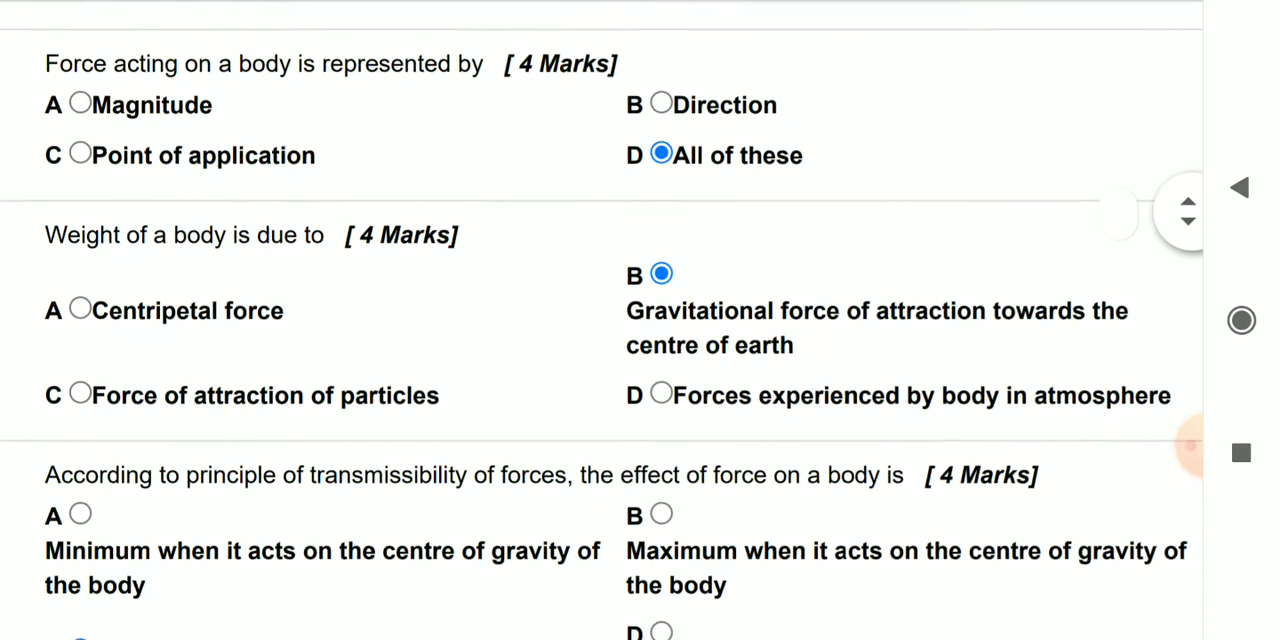 Force acting on a body is represented by [ 4 Marks]
A Magnitude
B Direction
C Point of application
D All of these
Weight of a body is due to [ 4 Marks]
A Centripetal force
B
Gravitational force of attraction towards the
centre of earth
C Force of attraction of particles
D Forces experienced by body in atmosphere
According to principle of transmissibility of forces, the effect of force on a body is [ 4 Marks]
A
Minimum when it acts on the centre of gravity of
the body
B
Maximum when it acts on the centre of gravity of
the body
D